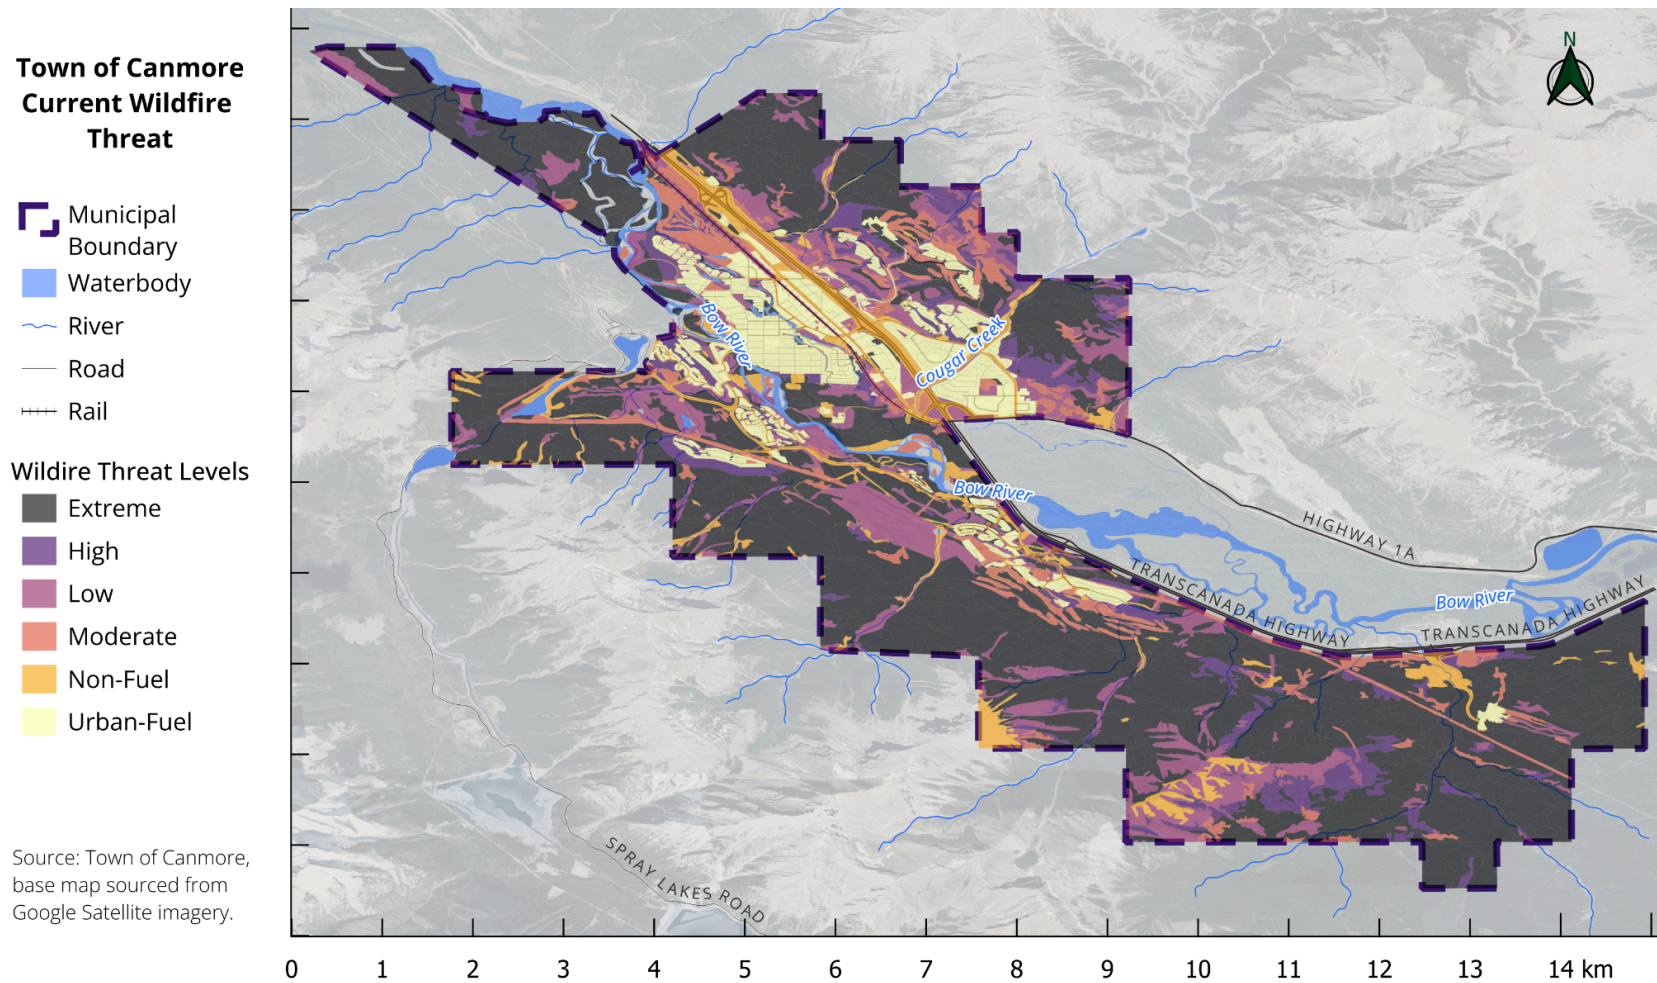 Town of Canmore
Current Wildfire
Threat
Municipal
Boundary
Waterbody
River
Road
Rail
Wildire Threat Levels
Extreme
High
Low
Moderate
Non-Fuel
Urban-Fuel
Source: Town of Canmore,
base map sourced from
Google Satellite imagery.
N
Bow River
Cougar Creek
Bow River
HIGHWAY 1A
TRANSCANADA HIGHWAY
Bow River
TRANSCANADA HIGHWAY
SPRAY LAKES ROAD
0 1 2 3 4 5 6 7 8 9 10 11 12 13 14 km